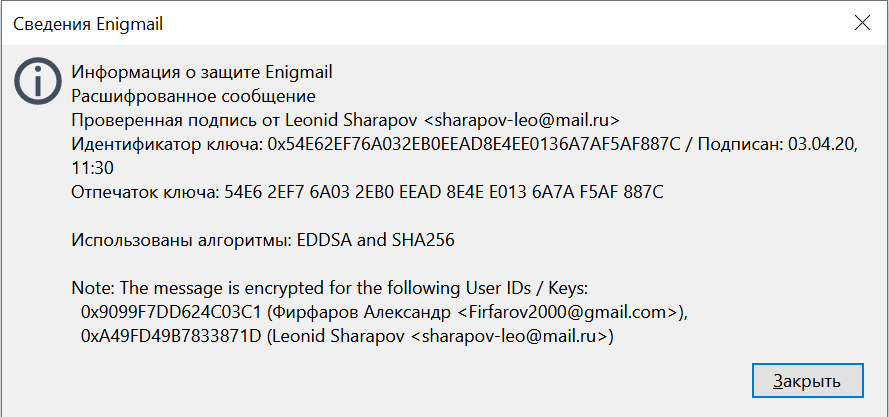 Сведения Enigmail
Информация о защите Enigmail
Расшифрованное сообщение
Проверенная подпись от Leonid Sharapov <sharapov-leo@mail.ru>
Идентификатор ключа: 0x54E62EF76A032EB0EEAD8E4EE0136A7AF5AF887C / Подписан: 03.04.20,
11:30
Отпечаток ключа: 54E6 2EF7 6A03 2EB0 EEAD 8E4E E013 6A7A F5AF 887C
Использованы алгоритмы: EDDSA and SHA256
Note: The message is encrypted for the following User IDs / Keys:
0x9099F7DD624C03C1 (Фирфаров Александр <Firfarov2000@gmail.com>),
0xA49FD49B7833871D (Leonid Sharapov <sharapov-leo@mail.ru>)
Закрыть